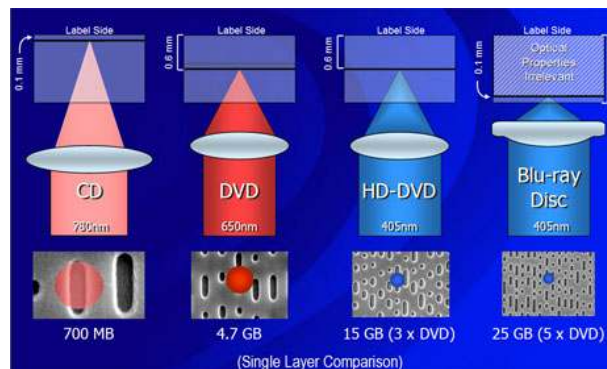 Label Side
Label Side
Label Side
Label Side
0.1 mm
0.6 mm
0.6 mm
0.1 mm
Optical
Properties
Irrelevant
CD
DVD
HD-DVD
Blu-ray
Disc
780nm
650nm
405nm
405nm
700 MB
4.7 GB
15 GB (3 x DVD)
25 GB (5 x DVD)
(Single Layer Comparison)